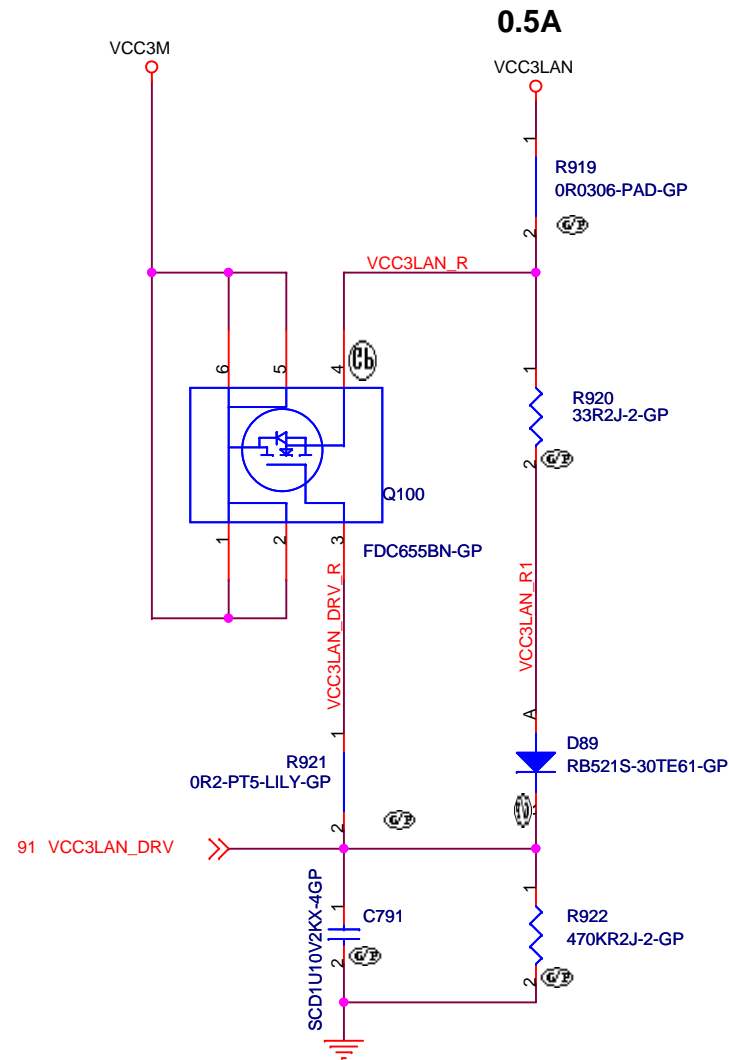 0.5A
VCC3M
VCC3LAN
1
R919
0R0306-PAD-GP
2
G/P
VCC3LAN_R
6
5
4
1
R920
33R2J-2-GP
2
G/P
Q100
1
2
3
FDC655BN-GP
VCC3LAN_DRV_R
VCC3LAN_R1
A
D89
RB521S-30TE61-GP
1
R921
0R2-PT5-LILY-GP
2
G/P
91 VCC3LAN_DRV
SCD1U10V2KX-4GP
1
C791
2
G/P
1
R922
470KR2J-2-GP
2
G/P